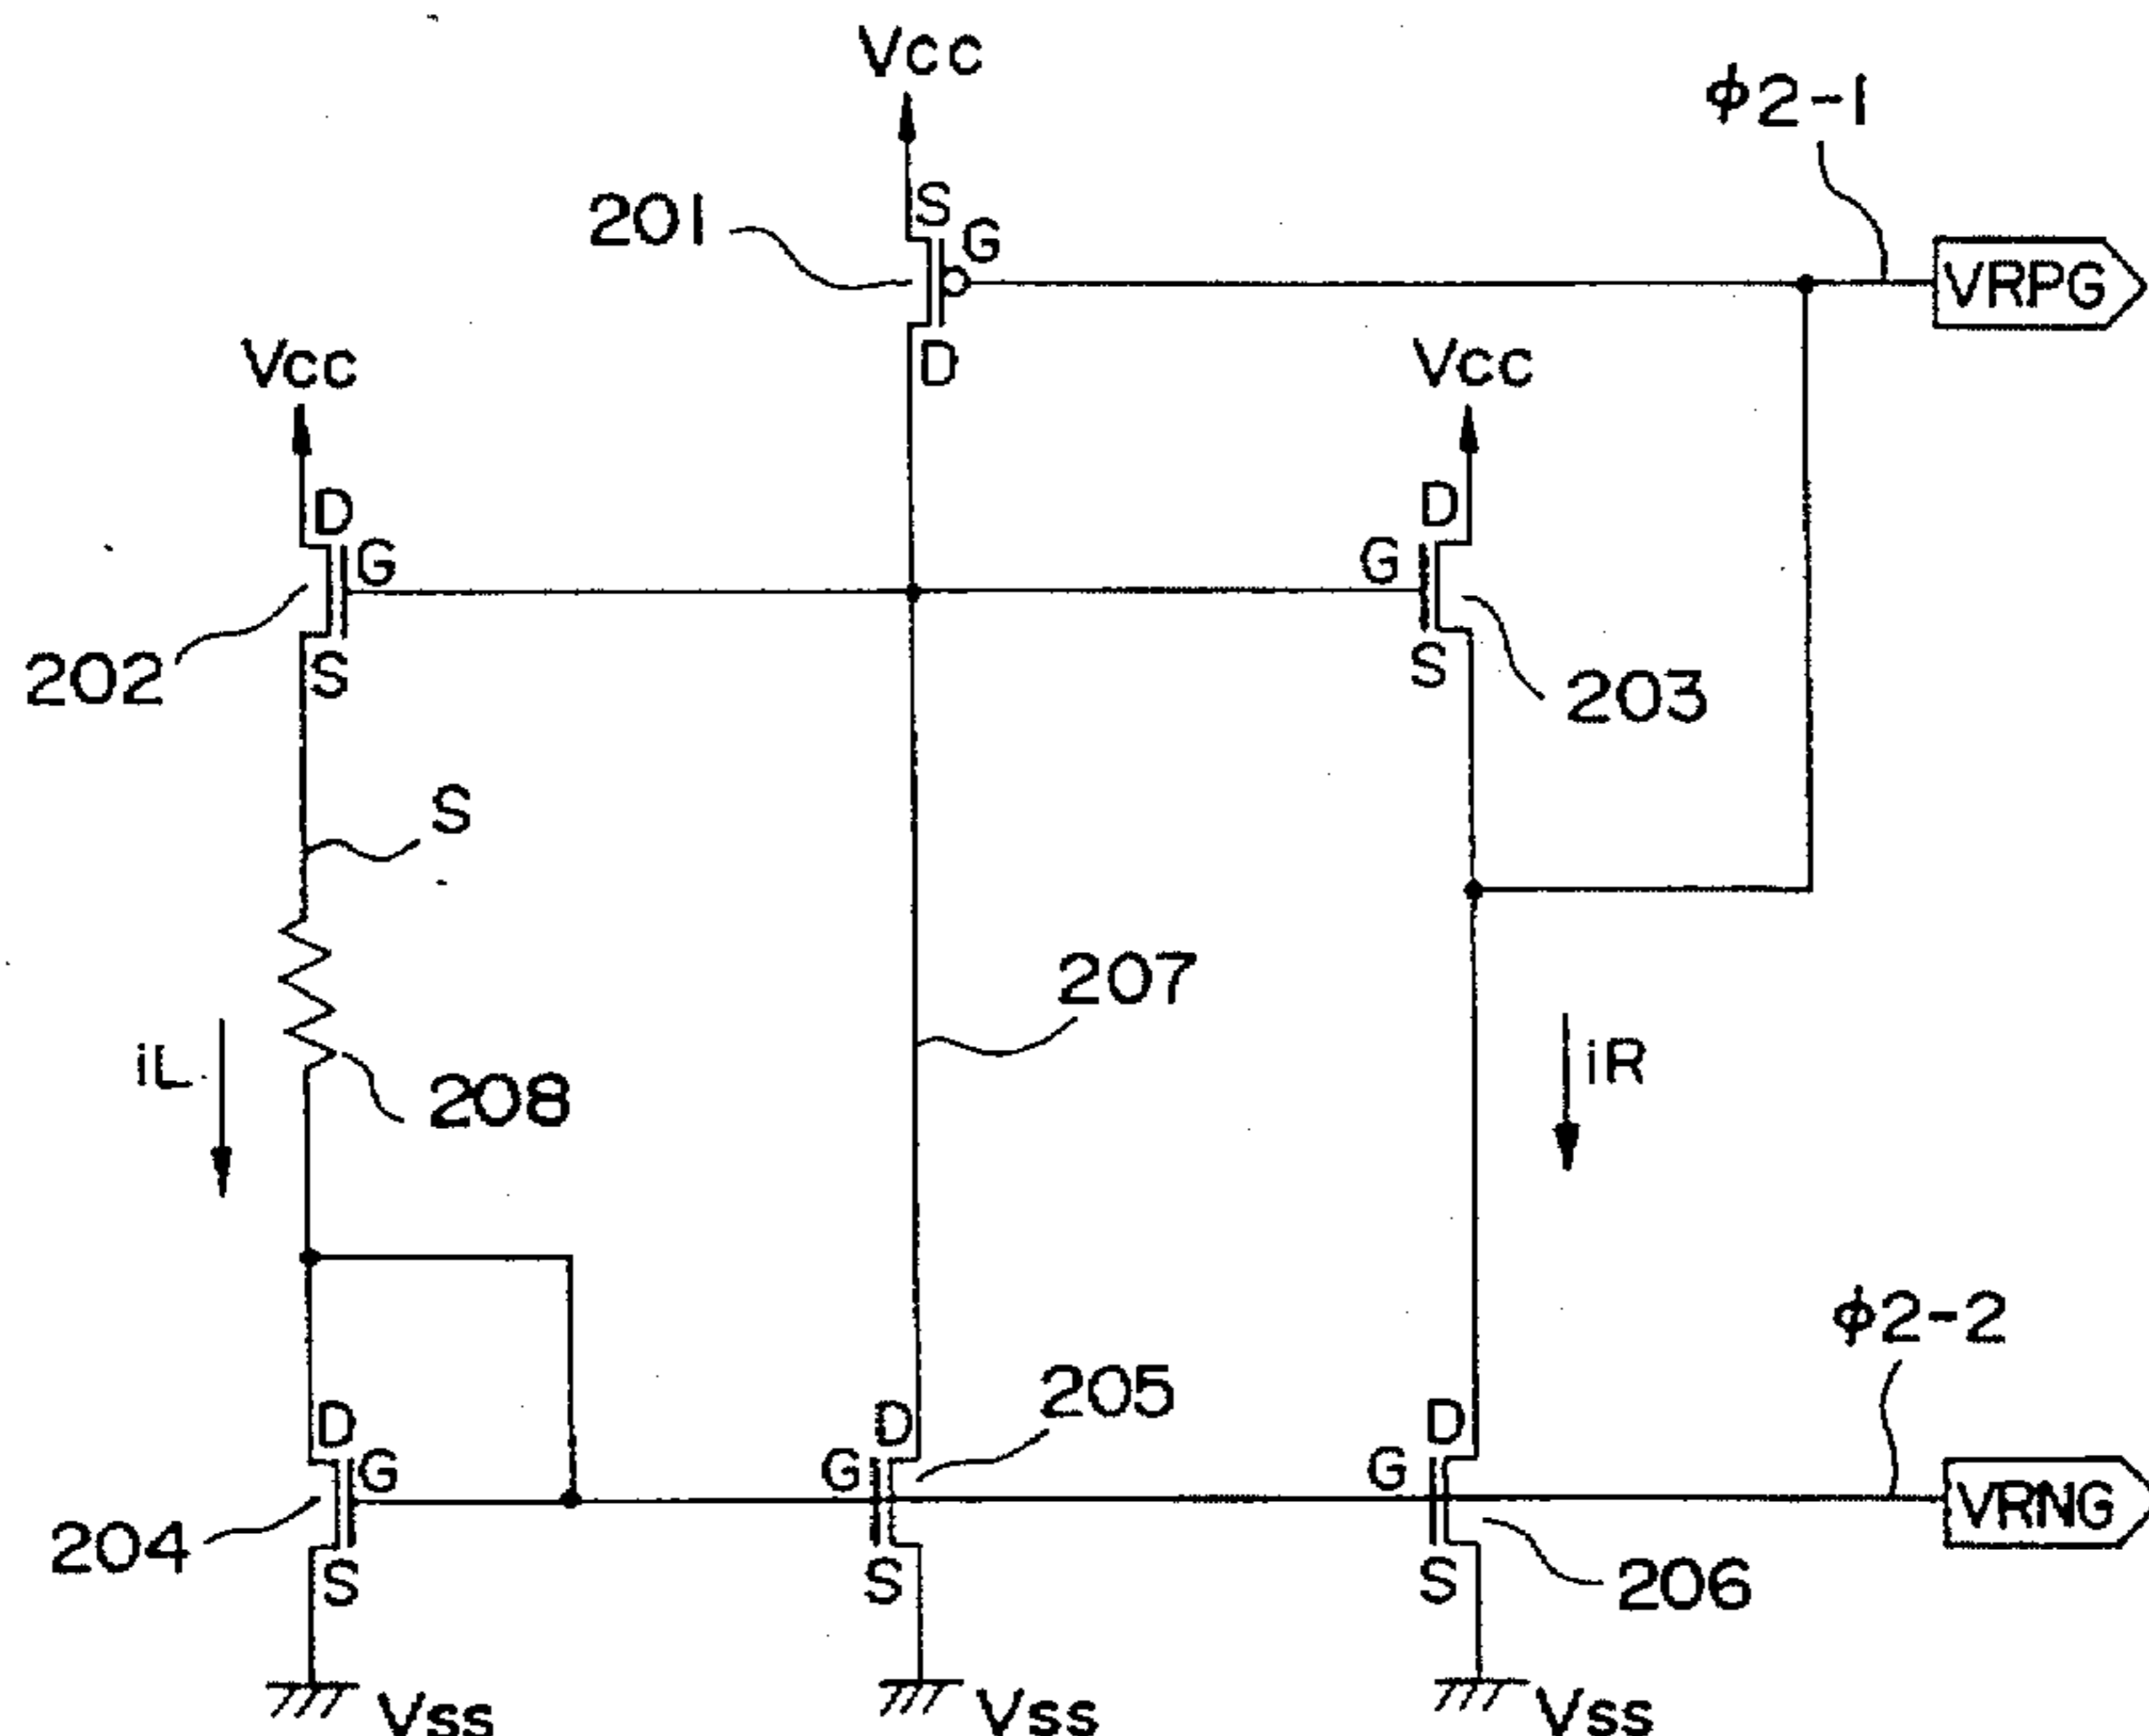 Vcc
φ2-1
201
S
G
VRPG
D
Vcc
Vcc
D
G
D
G
202
S
S
203
S
207
iL
208
iR
φ2-2
205
D
G
D
G
D
G
VRNG
204
S
S
S
206
Vss
Vss
Vss